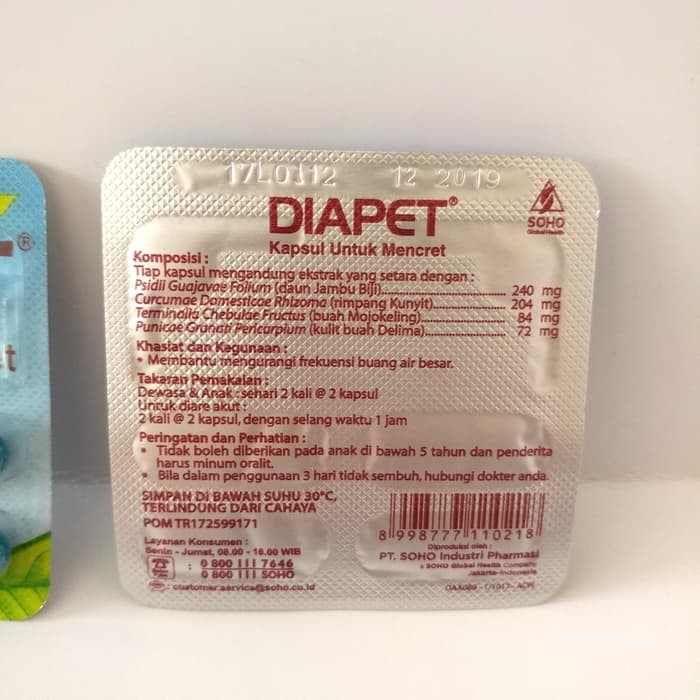 17L0112 12 2019
DIAPET®
SOHO
Global Health
Kapsul Untuk Mencret
Komposisi :
Tiap kapsul mengandung ekstrak yang setara dengan :
Psidii Guajavae Folium (daun Jambu Biji)..................... 240 mg
Curcumae Domesticae Rhizoma (rimpang Kunyit)............. 204 mg
Terminalia Chebulae Fructus (buah Mojokeling)............. 84 mg
Punicae Granati Pericarpium (kulit buah Delima)............. 72 mg
Khasiat dan Kegunaan :
• Membantu mengurangi frekuensi buang air besar.
Takaran Pemakaian :
Dewasa & Anak : sehari 2 kali @ 2 kapsul
Untuk diare akut :
2 kali @ 2 kapsul, dengan selang waktu 1 jam
Peringatan dan Perhatian :
• Tidak boleh diberikan pada anak di bawah 5 tahun dan penderita
harus minum oralit.
• Bila dalam penggunaan 3 hari tidak sembuh, hubungi dokter anda.
SIMPAN DI BAWAH SUHU 30°C,
TERLINDUNG DARI CAHAYA
POM TR172599171
Layanan Konsumen :
Senin - Jumat, 08.00 - 16.00 WIB
: 0 800 111 7646
0 800 111 SOHO
: customer.service@soho.co.id
8 998777 110218
Diproduksi oleh :
PT. SOHO Industri Pharmasi
a SOHO Global Health Company
Jakarta-Indonesia
®